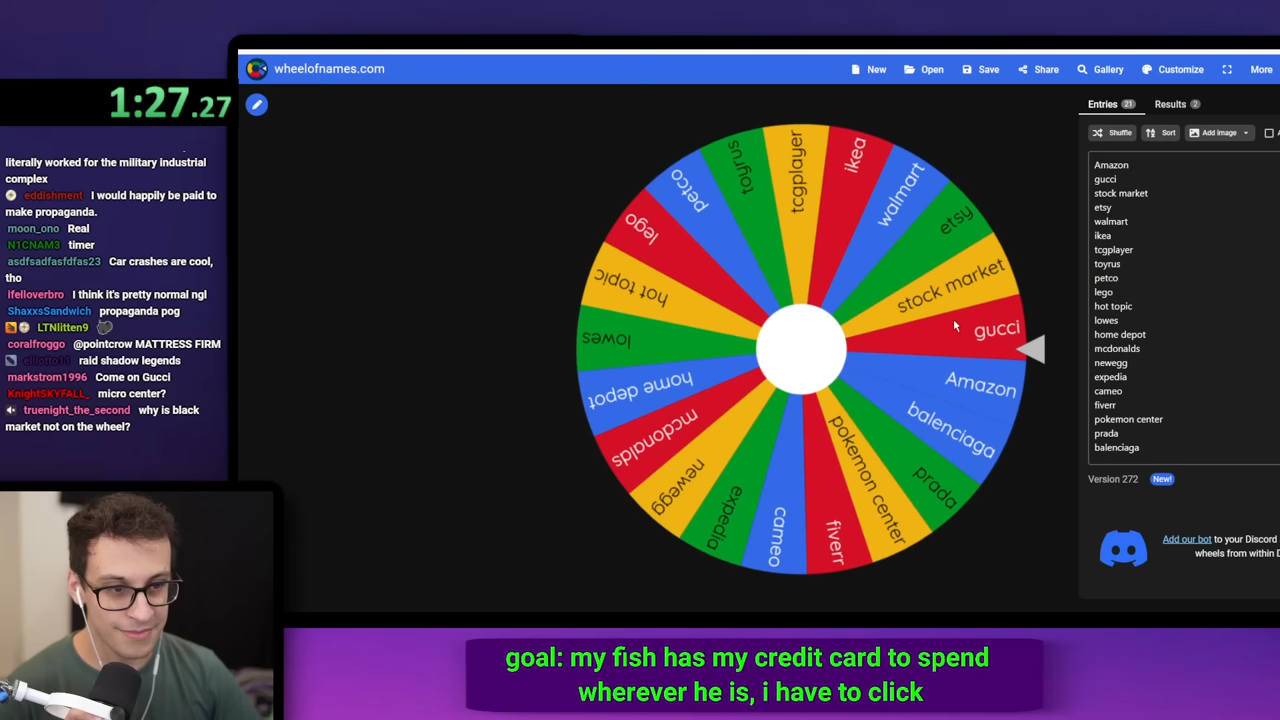 wheelofnames.com
New
Open
Save
Share
Gallery
Customize
More
1:27.27
literally worked for the military industrial
complex
eddishment I would happily be paid to
make propaganda.
moon_ono Real
N1CNAM3 timer
asdfsadfasfdfas23 Car crashes are cool,
tho
ifellloverbro I think it's pretty normal ngl
ShaxxsSandwich propaganda pog
LTNlitten9
coralfroggo @pointcrow MATTRESS FIRM
raid shadow legends
markstrom1996 Come on Gucci
KnightSKYFALL_ micro center?
truenight_the_second why is black
market not on the wheel?
tcgplayer
ikea
walmart
etsy
stock market
gucci
Amazon
balenciaga
prada
pokemon center
fiverr
cameo
expedia
newegg
mcdonalds
home depot
lowes
hot topic
lego
petco
toyrus
Entries 21
Results 2
Shuffle
Sort
Add image
Amazon
gucci
stock market
etsy
walmart
ikea
tcgplayer
toyrus
petco
lego
hot topic
lowes
home depot
mcdonalds
newegg
expedia
cameo
fiverr
pokemon center
prada
balenciaga
Version 272 New!
Add our bot to your Discord
wheels from within
goal: my fish has my credit card to spend
wherever he is, i have to click